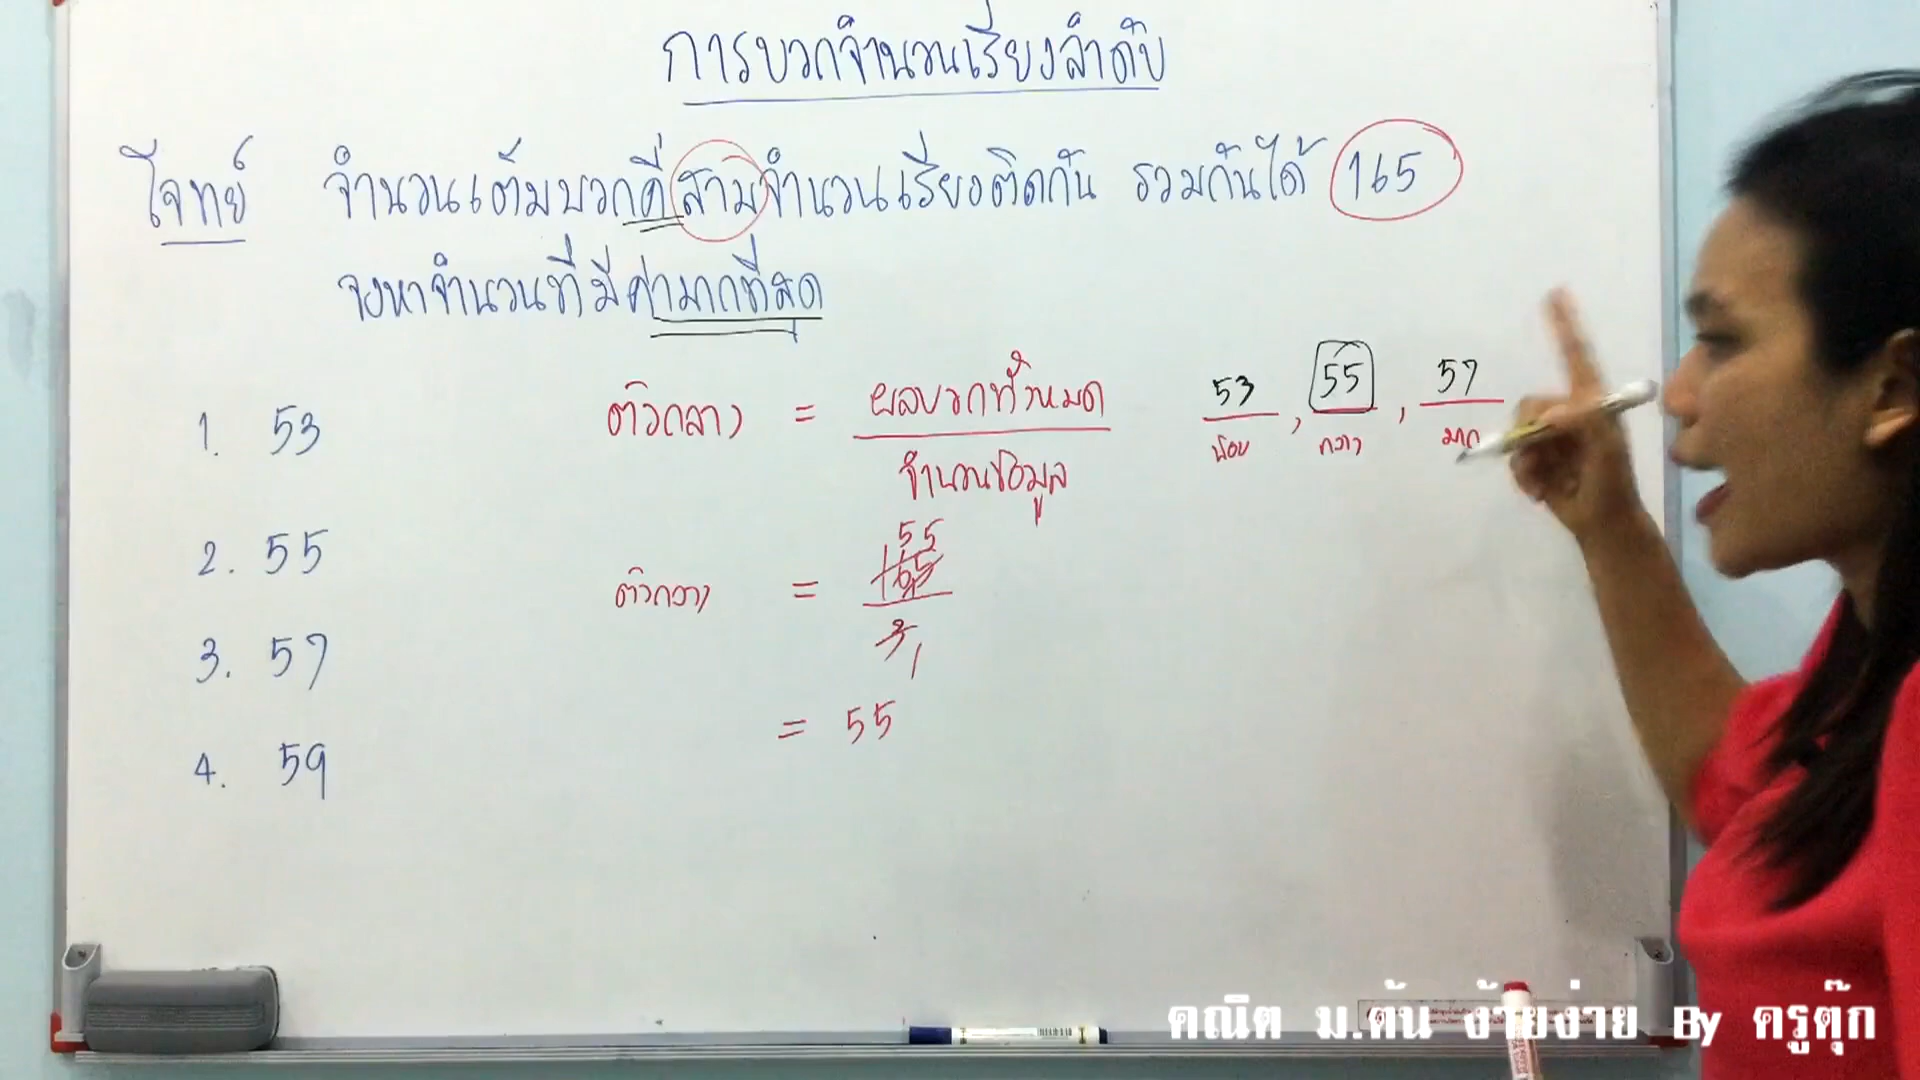 การบวกจำนวนเรียงลำดับ
โจทย์ จำนวนเต็มบวกคี่สามจำนวนเรียงติดกัน รวมกันได้ 165
จงหาจำนวนที่มีค่ามากที่สุด
1. 53
2. 55
3. 57
4. 59
ตัวกลาง = ผลบวกทั้งหมด
จำนวนข้อมูล
ตัวกลาง = 55
165
3 1
= 55
53 , 55 , 57
น้อย กลาง มาก
คณิต ม.ต้น ง้ายง่าย By ครูตุ๊ก